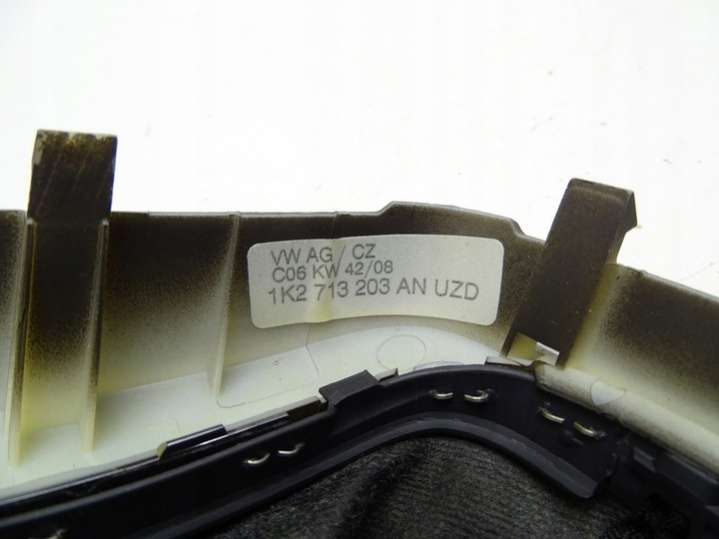 VW AG / CZ
C06 KW 42/08
1K2 713 203 AN UZD